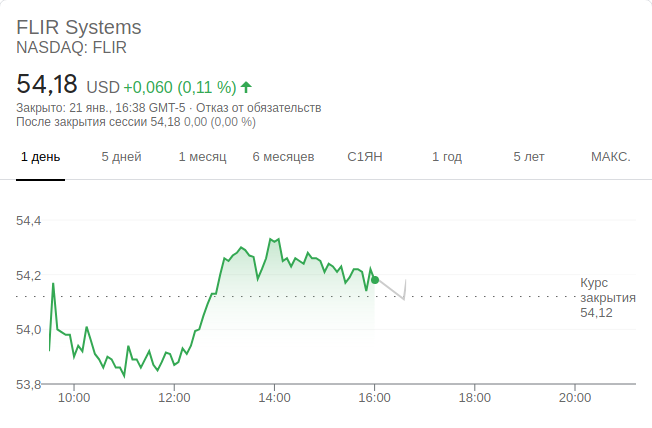 FLIR Systems
NASDAQ: FLIR
54,18 USD +0,060 (0,11 %)
Закрыто: 21 янв., 16:38 GMT-5 · Отказ от обязательств
После закрытия сессии 54,18 0,00 (0,00 %)
1 день 5 дней 1 месяц 6 месяцев С1ЯН 1 год 5 лет МАКС.
54,4
54,2
Курс
закрытия
54,12
54,0
53,8
10:00 12:00 14:00 16:00 18:00 20:00